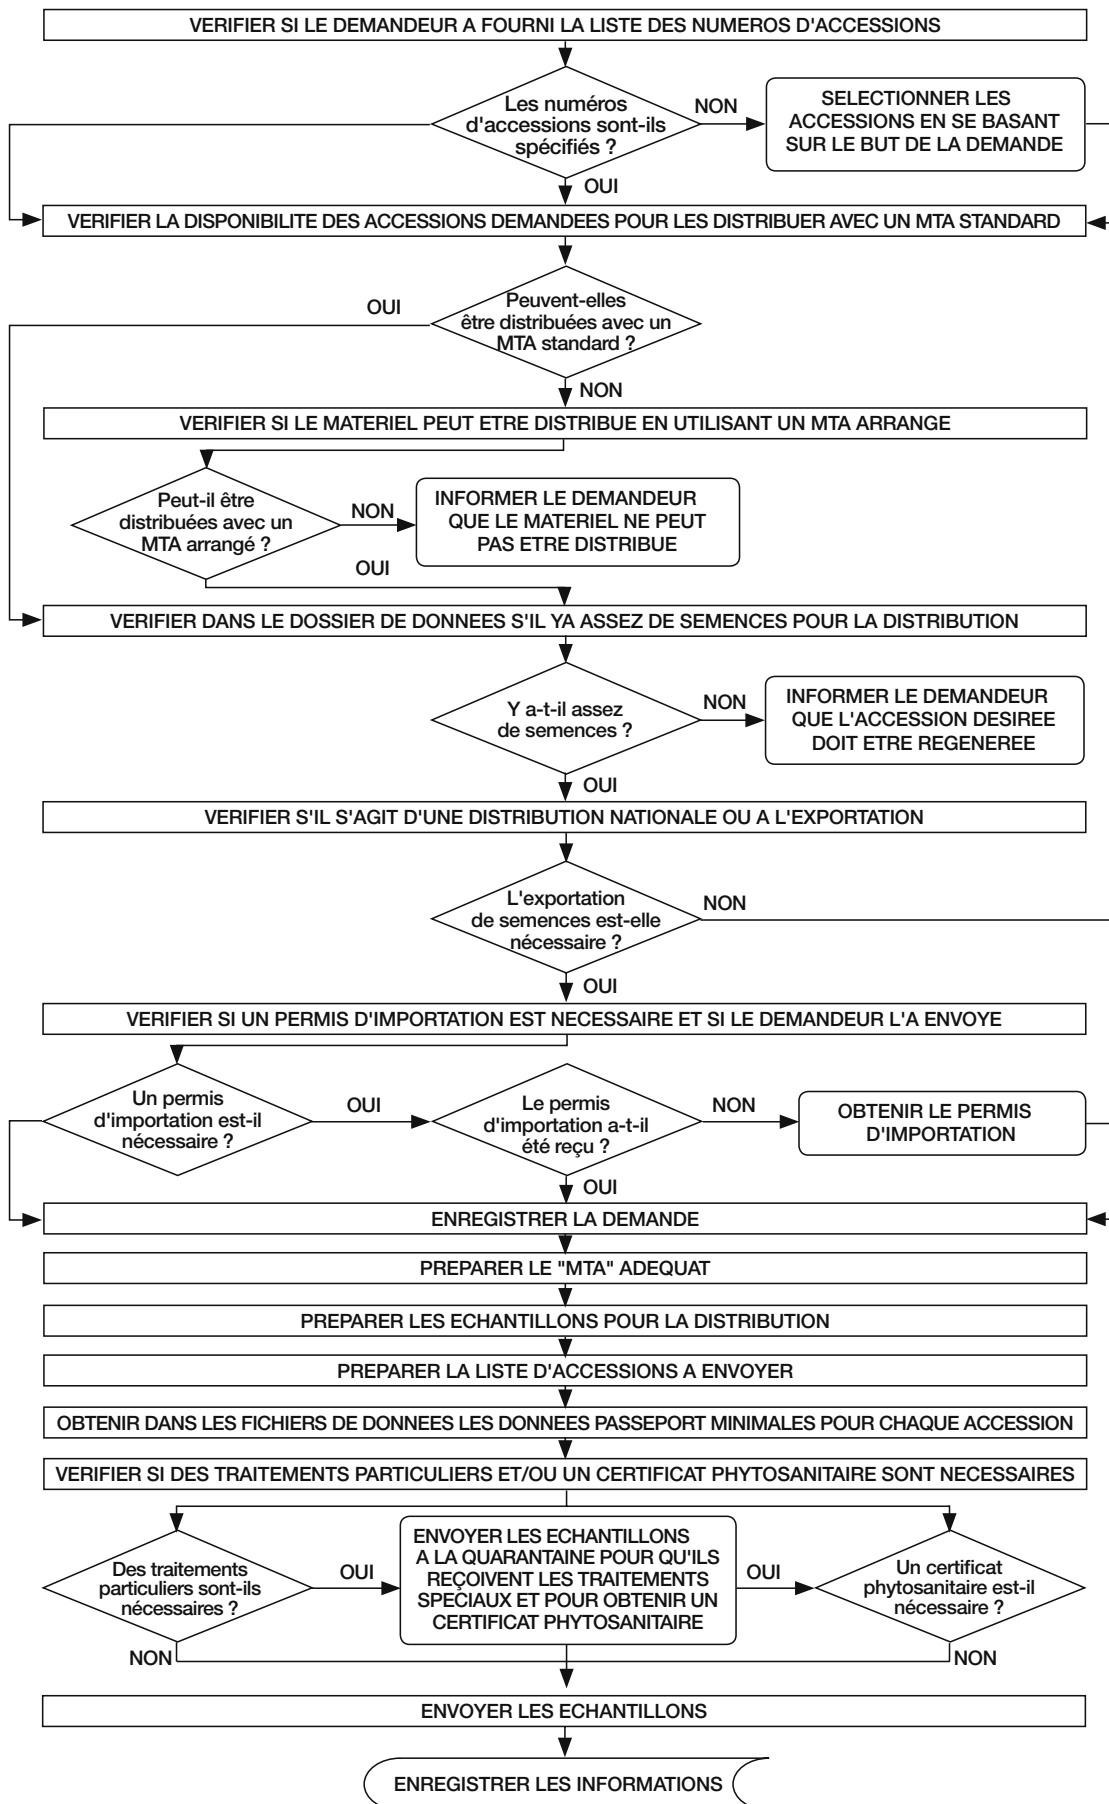 VERIFIER SI LE DEMANDEUR A FOURNI LA LISTE DES NUMEROS D'ACCESSIONS
Les numéros
d'accessions sont-ils
spécifiés ?
NON
SELECTIONNER LES
ACCESSIONS EN SE BASANT
SUR LE BUT DE LA DEMANDE
OUI
VERIFIER LA DISPONIBILITE DES ACCESSIONS DEMANDEES POUR LES DISTRIBUER AVEC UN MTA STANDARD
OUI
Peuvent-elles
être distribuées avec un
MTA standard ?
NON
VERIFIER SI LE MATERIEL PEUT ETRE DISTRIBUE EN UTILISANT UN MTA ARRANGE
Peut-il être
distribuées avec un
MTA arrangé ?
NON
INFORMER LE DEMANDEUR
QUE LE MATERIEL NE PEUT
PAS ETRE DISTRIBUE
OUI
VERIFIER DANS LE DOSSIER DE DONNEES S'IL YA ASSEZ DE SEMENCES POUR LA DISTRIBUTION
Y a-t-il assez
de semences ?
NON
INFORMER LE DEMANDEUR
QUE L'ACCESSION DESIREE
DOIT ETRE REGENEREE
OUI
VERIFIER S'IL S'AGIT D'UNE DISTRIBUTION NATIONALE OU A L'EXPORTATION
L'exportation
de semences est-elle
nécessaire ?
NON
OUI
VERIFIER SI UN PERMIS D'IMPORTATION EST NECESSAIRE ET SI LE DEMANDEUR L'A ENVOYE
Un permis
d'importation est-il
nécessaire ?
OUI
Le permis
d'importation a-t-il
été reçu ?
NON
OBTENIR LE PERMIS
D'IMPORTATION
OUI
ENREGISTRER LA DEMANDE
PREPARER LE "MTA" ADEQUAT
PREPARER LES ECHANTILLONS POUR LA DISTRIBUTION
PREPARER LA LISTE D'ACCESSIONS A ENVOYER
OBTENIR DANS LES FICHIERS DE DONNEES LES DONNEES PASSEPORT MINIMALES POUR CHAQUE ACCESSION
VERIFIER SI DES TRAITEMENTS PARTICULIERS ET/OU UN CERTIFICAT PHYTOSANITAIRE SONT NECESSAIRES
Des traitements
particuliers sont-ils
nécessaires ?
OUI
ENVOYER LES ECHANTILLONS
A LA QUARANTAINE POUR QU'ILS
REÇOIVENT LES TRAITEMENTS
SPECIAUX ET POUR OBTENIR UN
CERTIFICAT PHYTOSANITAIRE
OUI
Un certificat
phytosanitaire est-il
nécessaire ?
NON
NON
ENVOYER LES ECHANTILLONS
ENREGISTRER LES INFORMATIONS